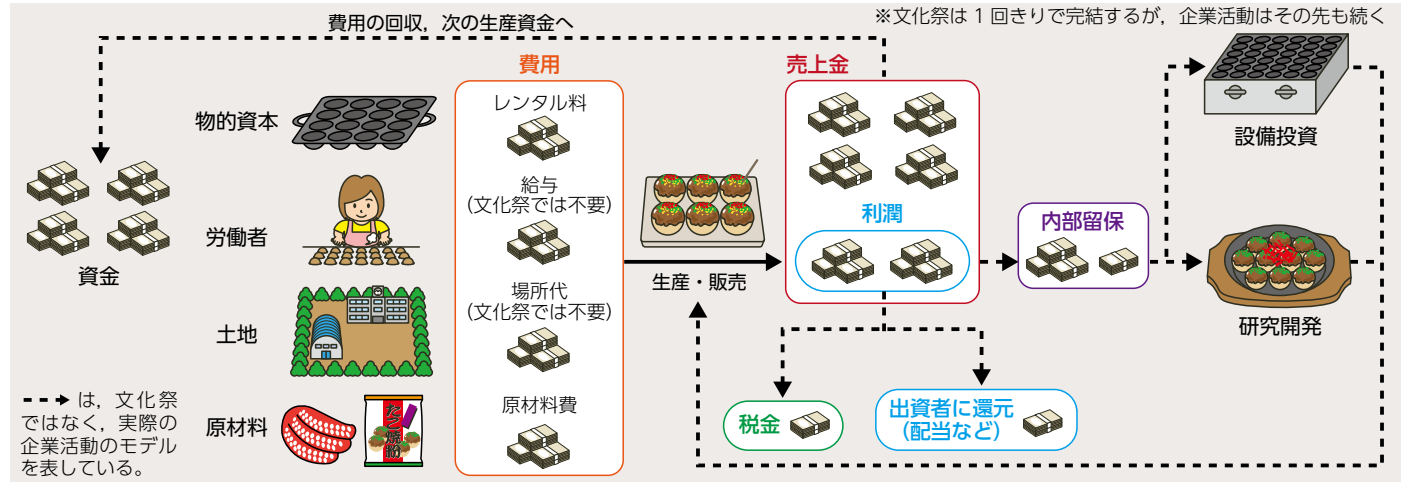 費用の回収，次の生産資金へ
※文化祭は 1 回きりで完結するが，企業活動はその先も続く
資金
物的資本
労働者
土地
原材料
たこ焼粉
費用
レンタル料
給与
（文化祭では不要）
場所代
（文化祭では不要）
原材料費
生産・販売
売上金
利潤
内部留保
設備投資
研究開発
税金
出資者に還元
（配当など）
は，文化祭
ではなく，実際の
企業活動のモデル
を表している。